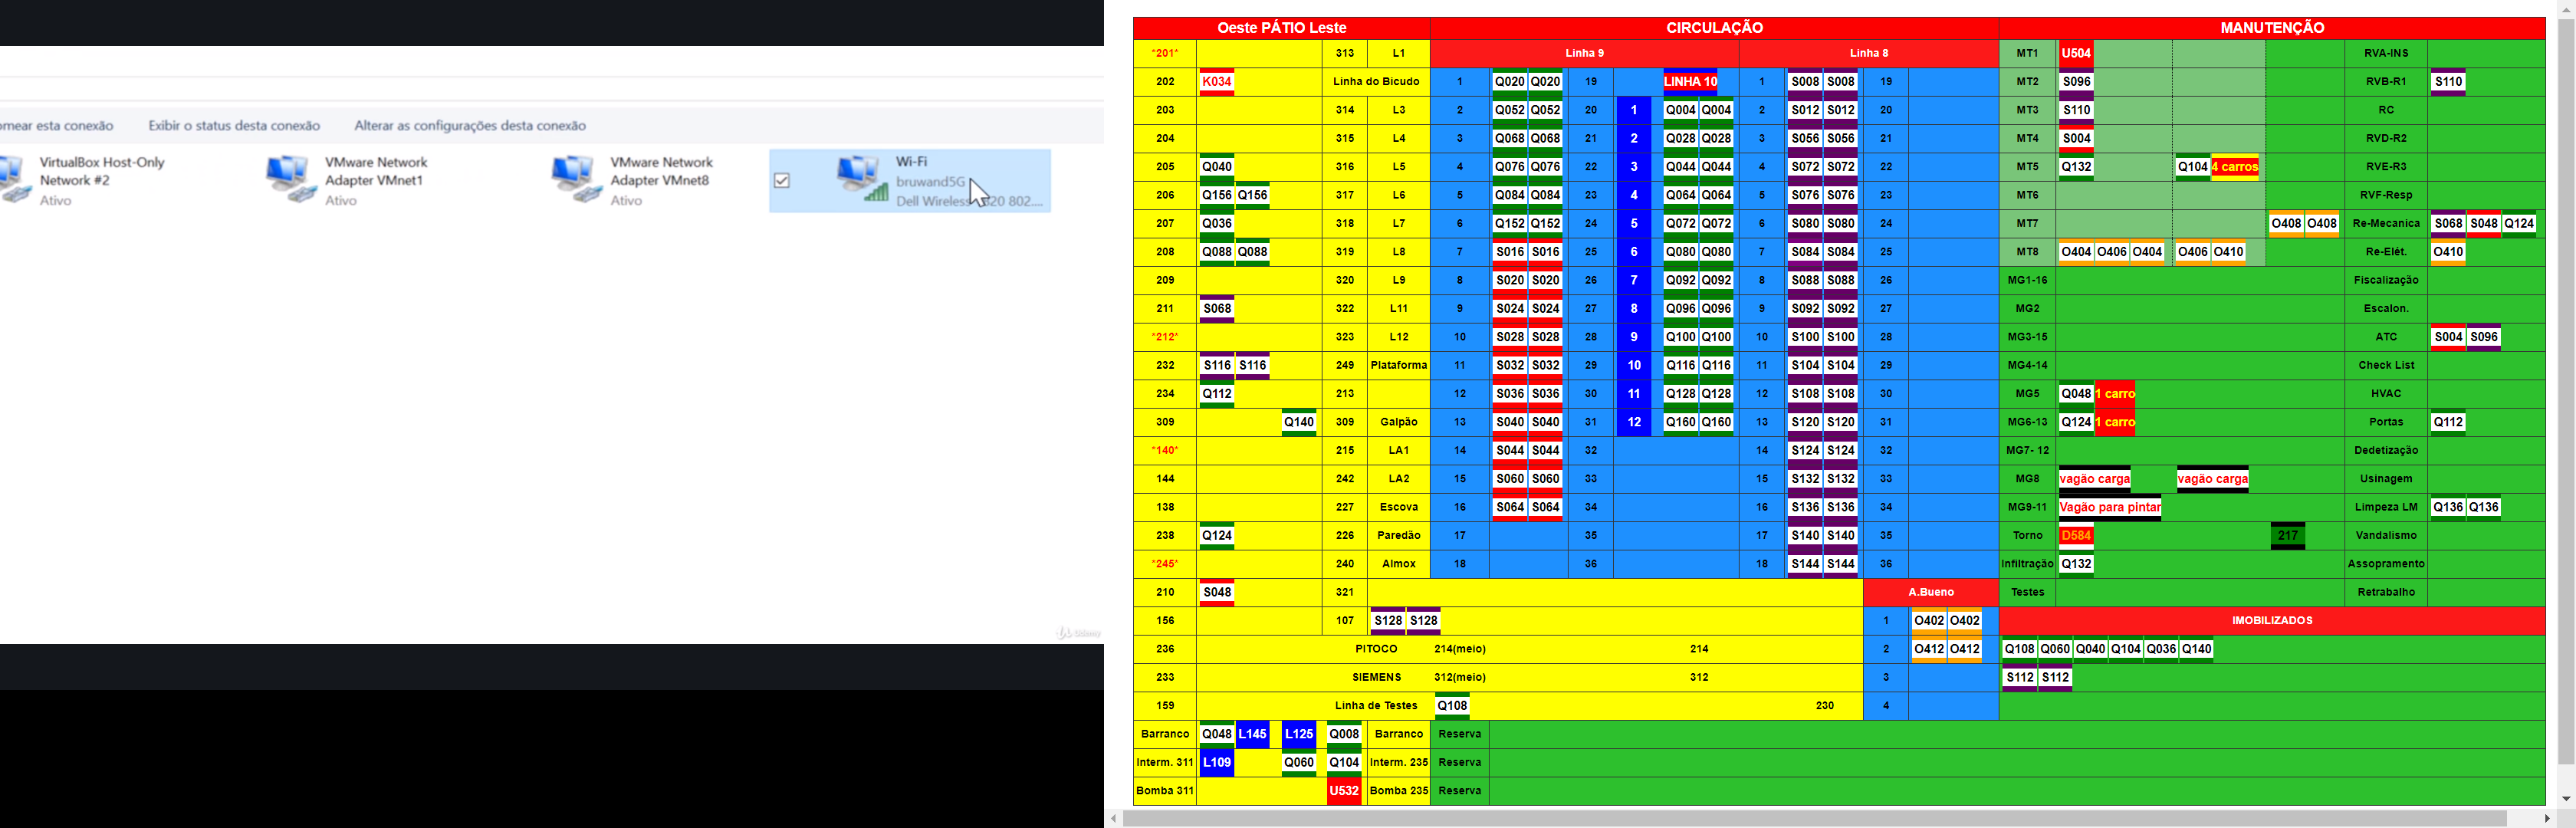 omear esta conexão Exibir o status desta conexão Alterar as configurações desta conexão
VirtualBox Host-Only Network #2 Ativo
VMware Network Adapter VMnet1 Ativo
VMware Network Adapter VMnet8 Ativo
Wi-Fi bruwand5G Dell Wireless 802....
Udemy
Oeste PÁTIO Leste CIRCULAÇÃO MANUTENÇÃO
*201* 313 L1 Linha 9 Linha 8 MT1 U504 RVA-INS
202 K034 Linha do Bicudo 1 Q020 Q020 19 LINHA 10 1 S008 S008 19 MT2 S096 RVB-R1 S110
203 314 L3 2 Q052 Q052 20 1 Q004 Q004 2 S012 S012 20 MT3 S110 RC
204 315 L4 3 Q068 Q068 21 2 Q028 Q028 3 S056 S056 21 MT4 S004 RVD-R2
205 Q040 316 L5 4 Q076 Q076 22 3 Q044 Q044 4 S072 S072 22 MT5 Q132 Q104 4 carros RVE-R3
206 Q156 Q156 317 L6 5 Q084 Q084 23 4 Q064 Q064 5 S076 S076 23 MT6 RVF-Resp
207 Q036 318 L7 6 Q152 Q152 24 5 Q072 Q072 6 S080 S080 24 MT7 O408 O408 Re-Mecanica S068 S048 Q124
208 Q088 Q088 319 L8 7 S016 S016 25 6 Q080 Q080 7 S084 S084 25 MT8 O404 O406 O404 O406 O410 Re-Elét. O410
209 320 L9 8 S020 S020 26 7 Q092 Q092 8 S088 S088 26 MG1-16 Fiscalização
211 S068 322 L11 9 S024 S024 27 8 Q096 Q096 9 S092 S092 27 MG2 Escalon.
*212* 323 L12 10 S028 S028 28 9 Q100 Q100 10 S100 S100 28 MG3-15 ATC S004 S096
232 S116 S116 249 Plataforma 11 S032 S032 29 10 Q116 Q116 11 S104 S104 29 MG4-14 Check List
234 Q112 213 12 S036 S036 30 11 Q128 Q128 12 S108 S108 30 MG5 Q048 1 carro HVAC
309 Q140 309 Galpão 13 S040 S040 31 12 Q160 Q160 13 S120 S120 31 MG6-13 Q124 1 carro Portas Q112
*140* 215 LA1 14 S044 S044 32 14 S124 S124 32 MG7- 12 Dedetização
144 242 LA2 15 S060 S060 33 15 S132 S132 33 MG8 vagão carga vagão carga Usinagem
138 227 Escova 16 S064 S064 34 16 S136 S136 34 MG9-11 Vagão para pintar Limpeza LM Q136 Q136
238 Q124 226 Paredão 17 35 17 S140 S140 35 Torno D584 217 Vandalismo
*245* 240 Almox 18 36 18 S144 S144 36 Infiltração Q132 Assopramento
210 S048 321 A.Bueno Testes Retrabalho
156 107 S128 S128 1 O402 O402 IMOBILIZADOS
236 PITOCO 214(meio) 214 2 O412 O412 Q108 Q060 Q040 Q104 Q036 Q140
233 SIEMENS 312(meio) 312 3 S112 S112
159 Linha de Testes Q108 230 4
Barranco Q048 L145 L125 Q008 Barranco Reserva
Interm. 311 L109 Q060 Q104 Interm. 235 Reserva
Bomba 311 U532 Bomba 235 Reserva